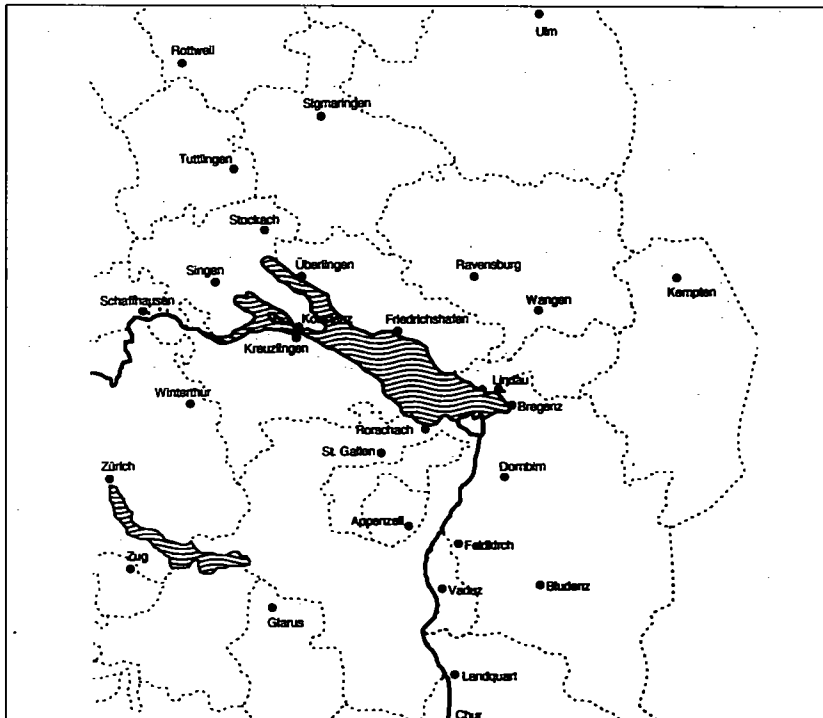 Ulm
Rottweil
Sigmaringen
Tuttlingen
Stockach
Überlingen
Singen
Ravensburg
Kempten
Schaffhausen
Wangen
Konstanz
Friedrichshafen
Kreuzlingen
Lindau
Winterthur
Bregenz
Rorschach
St. Gallen
Zürich
Dornbirn
Appenzell
Feldkirch
Zug
Vaduz
Bludenz
Glarus
Landquart
Chur